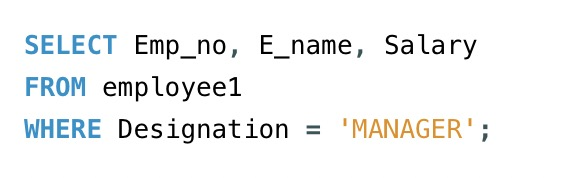 SELECT Emp_no, E_name, Salary
FROM employee1
WHERE Designation = 'MANAGER';